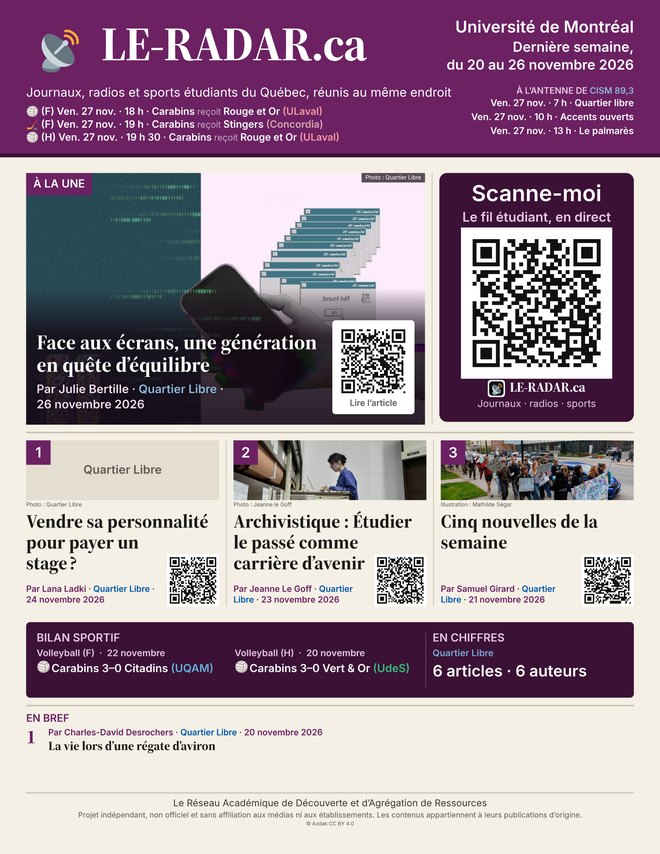 LE-RADAR.ca
Université de Montréal
Dernière semaine,
du 20 au 26 novembre 2026
Journaux, radios et sports étudiants du Québec, réunis au même endroit
(F) Ven. 27 nov. · 18 h · Carabins reçoit Rouge et Or (ULaval)
(F) Ven. 27 nov. · 19 h · Carabins reçoit Stingers (Concordia)
(H) Ven. 27 nov. · 19 h 30 · Carabins reçoit Rouge et Or (ULaval)
À L'ANTENNE DE CISM 89,3
Ven. 27 nov. · 7 h · Quartier libre
Ven. 27 nov. · 10 h · Accents ouverts
Ven. 27 nov. · 13 h · Le palmarès
À LA UNE
Photo : Quartier Libre
Not found.
Face aux écrans, une génération
en quête d'équilibre
Par Julie Bertille · Quartier Libre ·
26 novembre 2026
Lire l'article
Scanne-moi
Le fil étudiant, en direct
LE-RADAR.ca
Journaux · radios · sports
1
Quartier Libre
Photo : Quartier Libre
Vendre sa personnalité
pour payer un
stage ?
Par Lana Ladki · Quartier Libre ·
24 novembre 2026
2
Photo : Jeanne le Goff
Archivistique : Étudier
le passé comme
carrière d'avenir
Par Jeanne Le Goff · Quartier
Libre · 23 novembre 2026
3
Illustration : Mathilde Ségar
Cinq nouvelles de la
semaine
Par Samuel Girard · Quartier
Libre · 21 novembre 2026
BILAN SPORTIF
Volleyball (F) · 22 novembre
Carabins 3–0 Citadins (UQAM)
Volleyball (H) · 20 novembre
Carabins 3–0 Vert & Or (UdeS)
EN CHIFFRES
Quartier Libre
6 articles · 6 auteurs
EN BREF
1
Par Charles-David Desrochers · Quartier Libre · 20 novembre 2026
La vie lors d'une régate d'aviron
Le Réseau Académique de Découverte et d'Agrégation de Ressources
Projet indépendant, non officiel et sans affiliation aux médias ni aux établissements. Les contenus appartiennent à leurs publications d'origine.
© Azdak CC BY 4.0